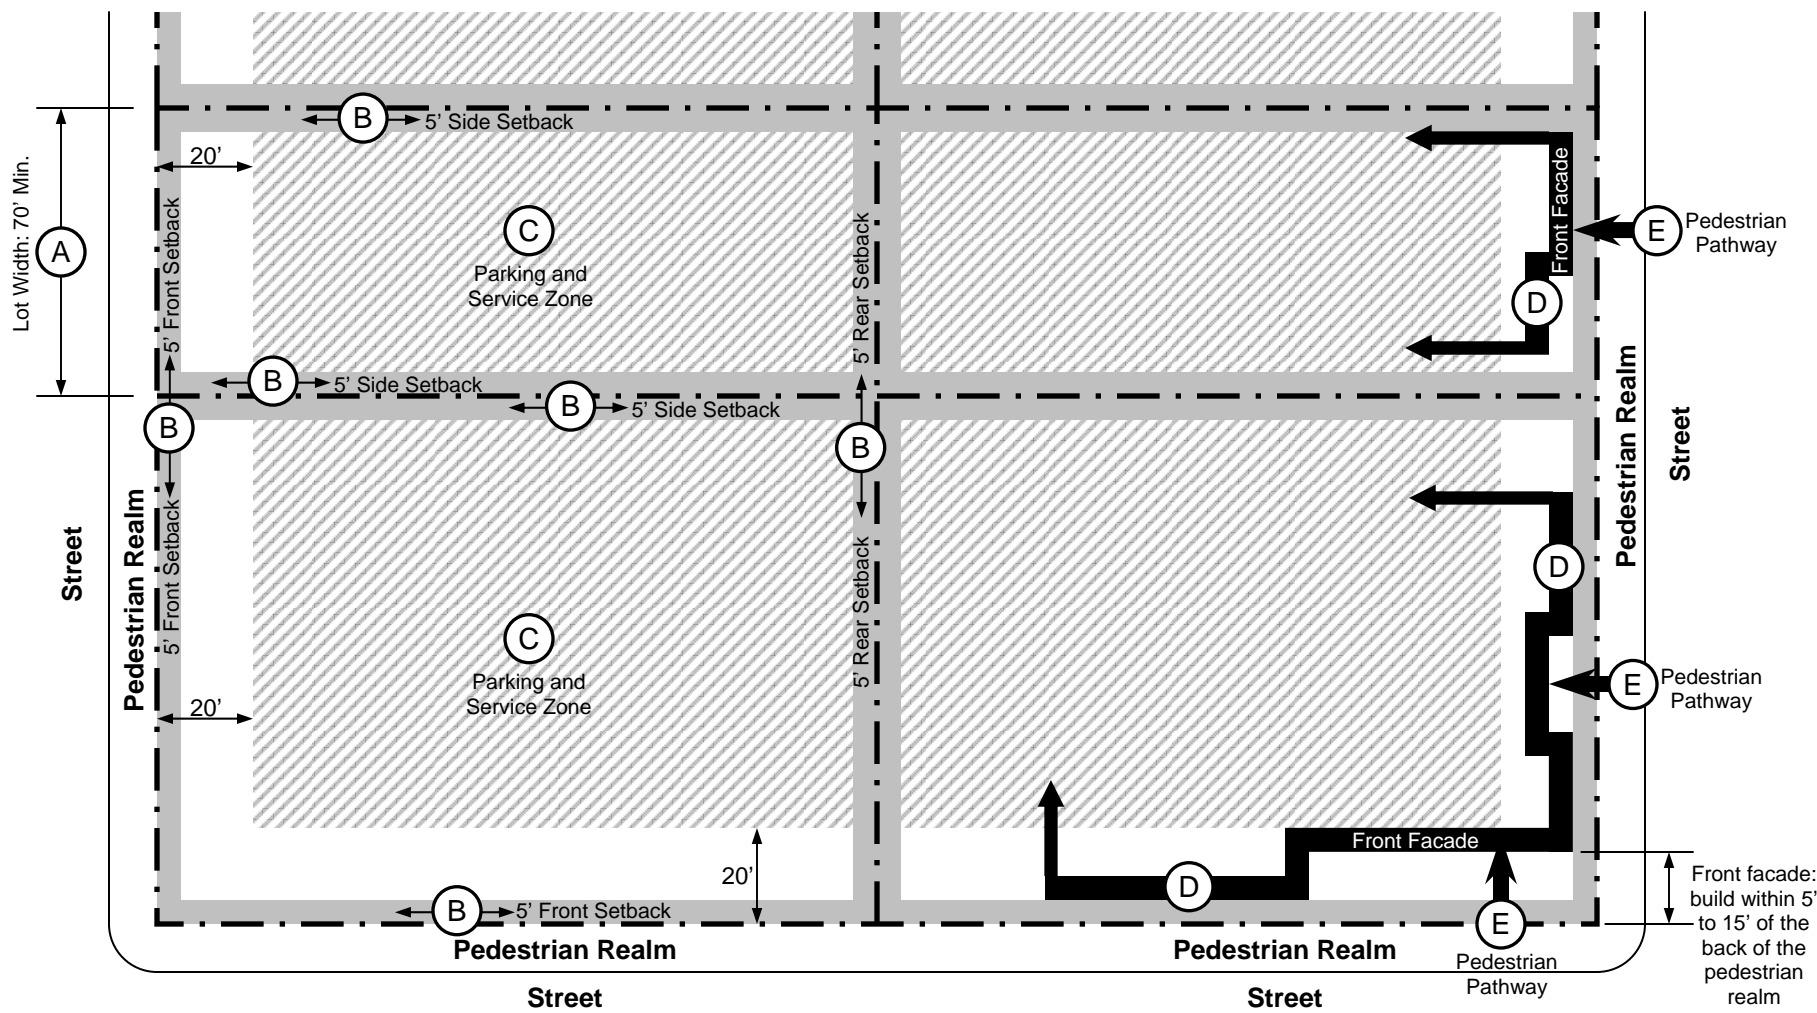 B
5’ Side Setback
20’
Lot Width: 70’ Min.
A
5’ Front Setback
C
Parking and
Service Zone
5’ Rear Setback
Front Facade
E
Pedestrian
Pathway
D
B
5’ Side Setback
B
5’ Side Setback
B
B
Street
Pedestrian Realm
5’ Front Setback
20’
C
Parking and
Service Zone
5’ Rear Setback
Pedestrian Realm
Street
D
E
Pedestrian
Pathway
20’
B
5’ Front Setback
Front Facade
D
E
Pedestrian
Pathway
Front facade:
build within 5’
to 15’ of the
back of the
pedestrian
realm
Pedestrian Realm
Pedestrian Realm
Street
Street